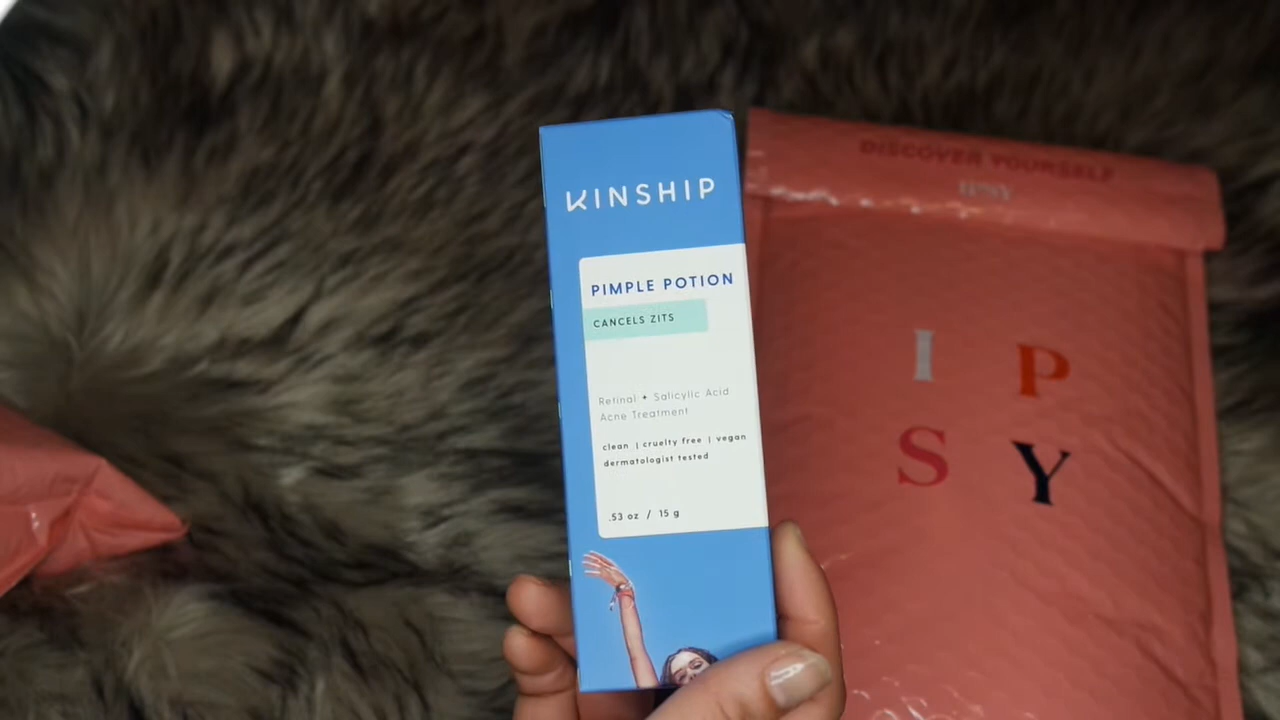 KINSHIP
PIMPLE POTION
CANCELS ZITS
Retinal + Salicylic Acid
Acne Treatment
clean | cruelty free | vegan
dermatologist tested
.53 oz / 15 g
DISCOVER YOURSELF
IPSY
I P
S Y